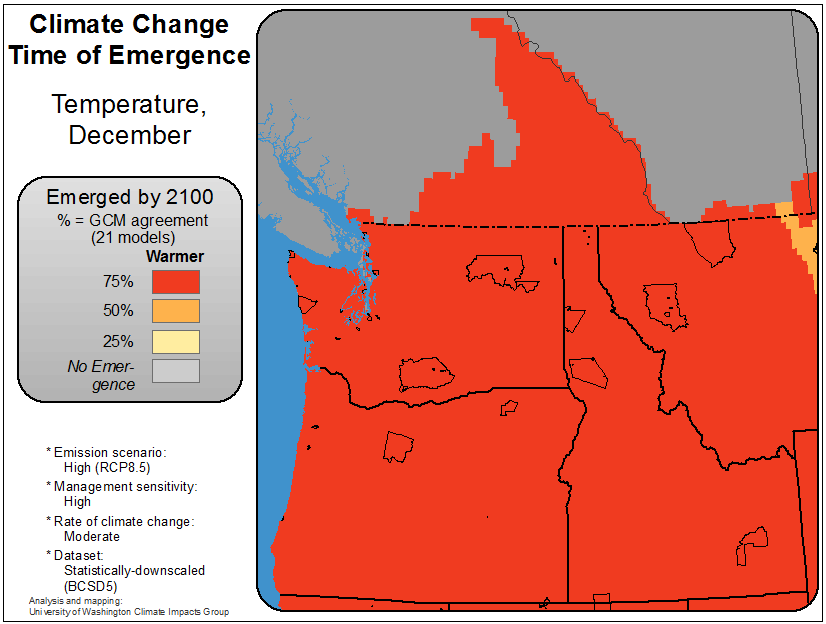 Climate Change
Time of Emergence
Temperature,
December
Emerged by 2100
% = GCM agreement
(21 models)
Warmer
75%
50%
25%
No Emer-
gence
* Emission scenario:
High (RCP8.5)
* Management sensitivity:
High
* Rate of climate change:
Moderate
* Dataset:
Statistically-downscaled
(BCSD5)
Analysis and mapping:
University of Washington Climate Impacts Group